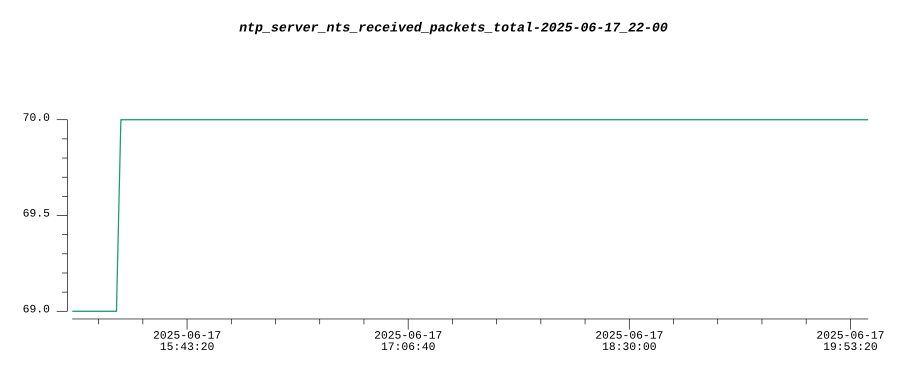 ntp_server_nts_received_packets_total-2025-06-17_22-00
70.0
69.5
69.0
2025-06-17 2025-06-17 2025-06-17 2025-06-17
15:43:20 17:06:40 18:30:00 19:53:20